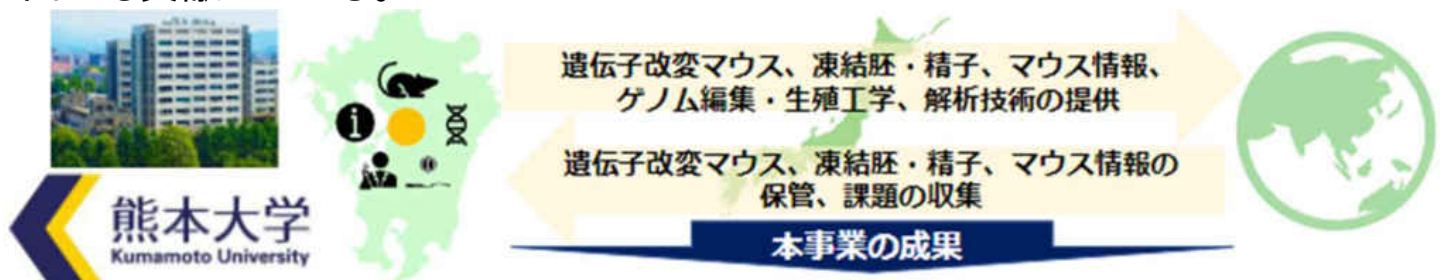 遺伝子改変マウス、凍結胚・精子、マウス情報、
ゲノム編集・生殖工学、解析技術の提供
遺伝子改変マウス、凍結胚・精子、マウス情報の
保管、課題の収集
熊本大学
Kumamoto University
本事業の成果